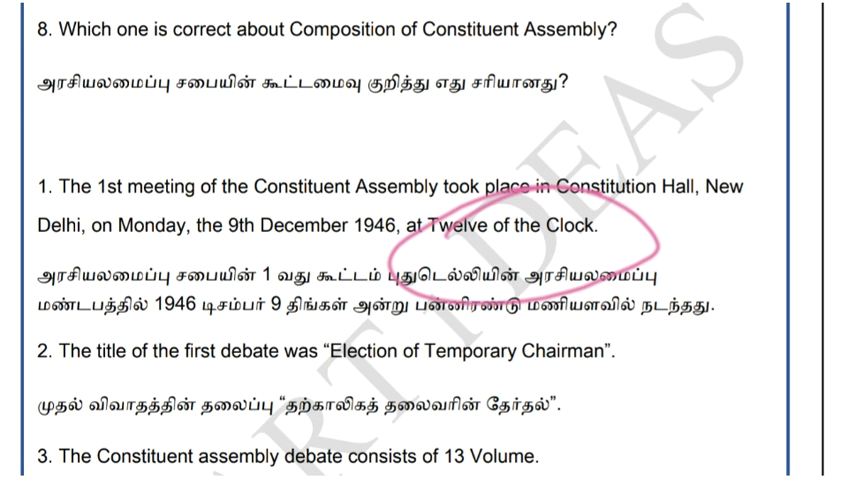 8. Which one is correct about Composition of Constituent Assembly?
அரசியலமைப்பு சபையின் கூட்டமைவு குறித்து எது சரியானது?
1. The 1st meeting of the Constituent Assembly took place in Constitution Hall, New
Delhi, on Monday, the 9th December 1946, at Twelve of the Clock.
அரசியலமைப்பு சபையின் 1 வது கூட்டம் புதுடெல்லியின் அரசியலமைப்பு
மண்டபத்தில் 1946 டிசம்பர் 9 திங்கள் அன்று பன்னிரண்டு மணியளவில் நடந்தது.
2. The title of the first debate was “Election of Temporary Chairman”.
முதல் விவாதத்தின் தலைப்பு “தற்காலிகத் தலைவரின் தேர்தல்”.
3. The Constituent assembly debate consists of 13 Volume.